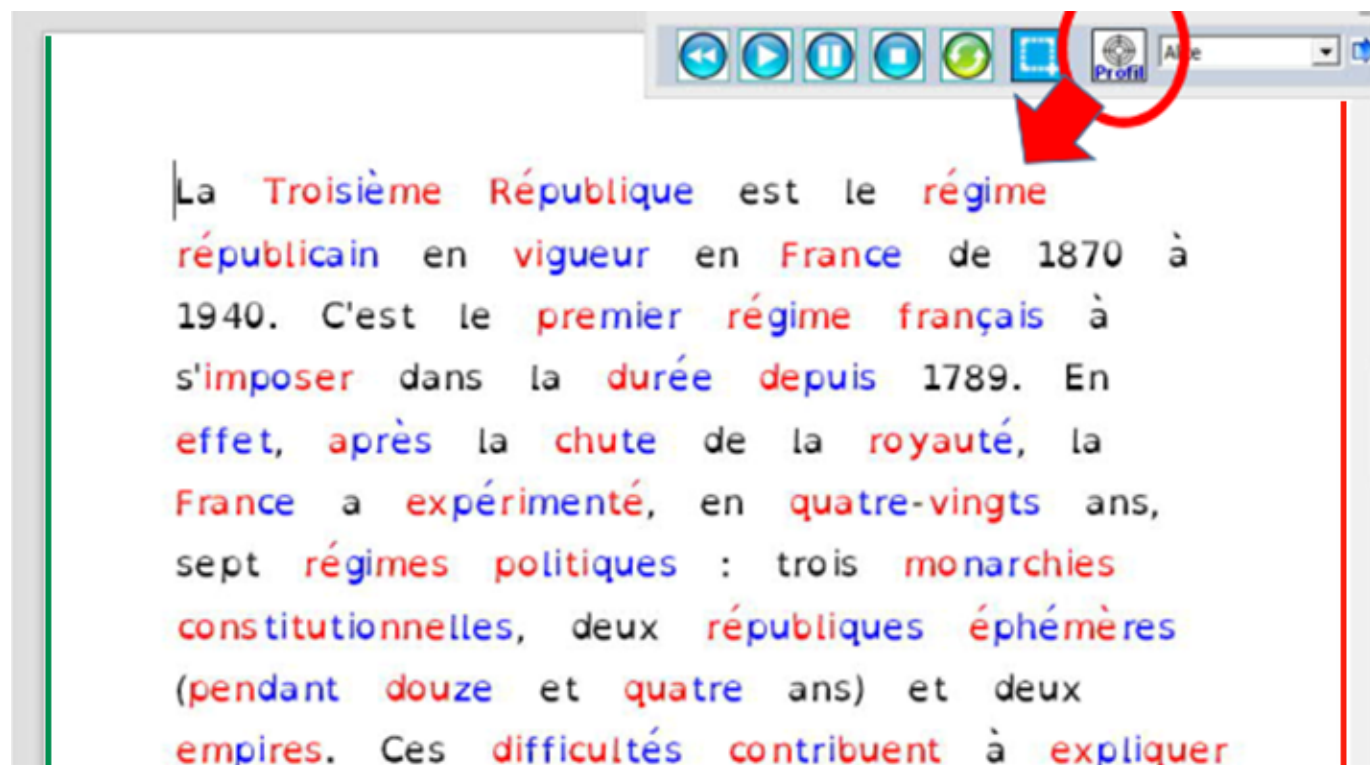 Profil
La Troisième République est le régime
républicain en vigueur en France de 1870 à
1940. C'est le premier régime français à
s'imposer dans la durée depuis 1789. En
effet, après la chute de la royauté, la
France a expérimenté, en quatre-vingts ans,
sept régimes politiques : trois monarchies
constitutionnelles, deux républiques éphémères
(pendant douze et quatre ans) et deux
empires. Ces difficultés contribuent à expliquer